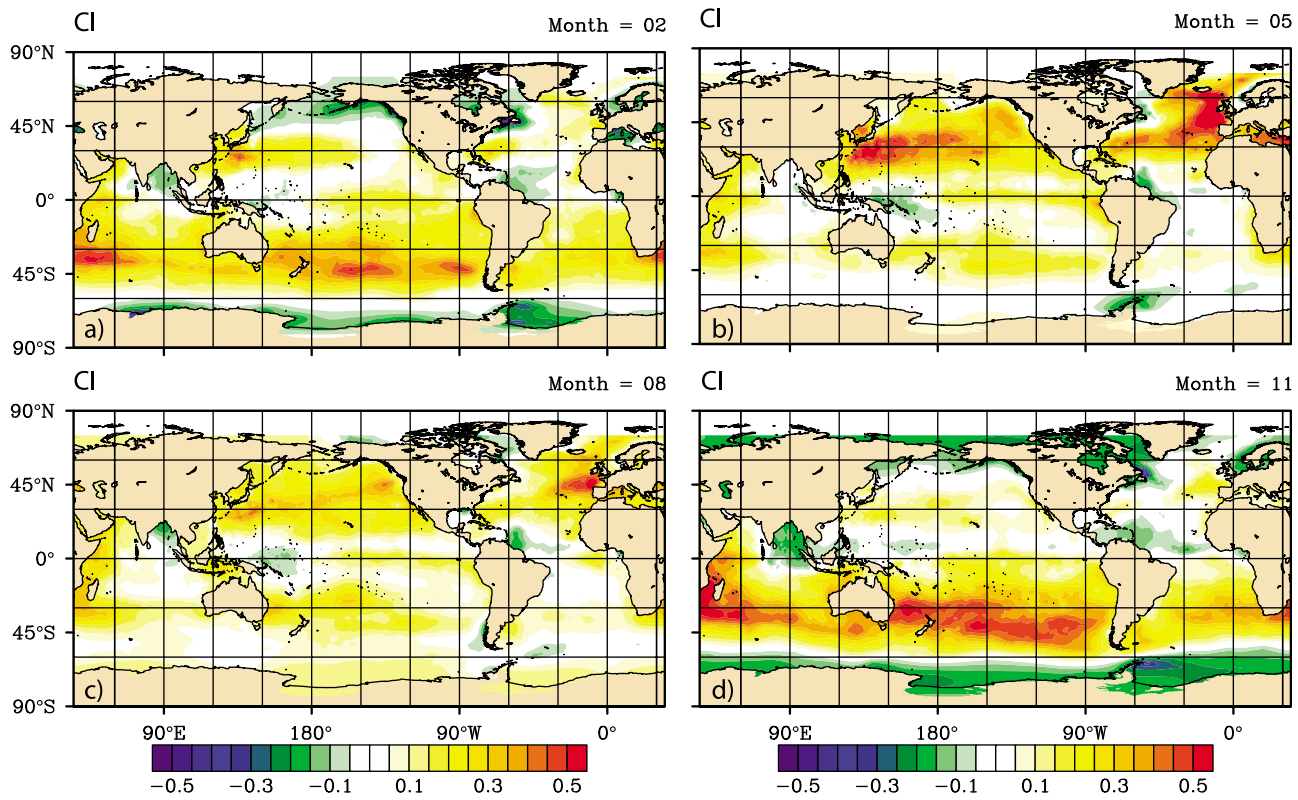 CI Month = 02
CI Month = 05
90°N
45°N
0°
45°S
90°S
a)
b)
CI Month = 08
CI Month = 11
90°N
45°N
0°
45°S
90°S
c)
d)
90°E 180° 90°W 0°
90°E 180° 90°W 0°
−0.5 −0.3 −0.1 0.1 0.3 0.5
−0.5 −0.3 −0.1 0.1 0.3 0.5